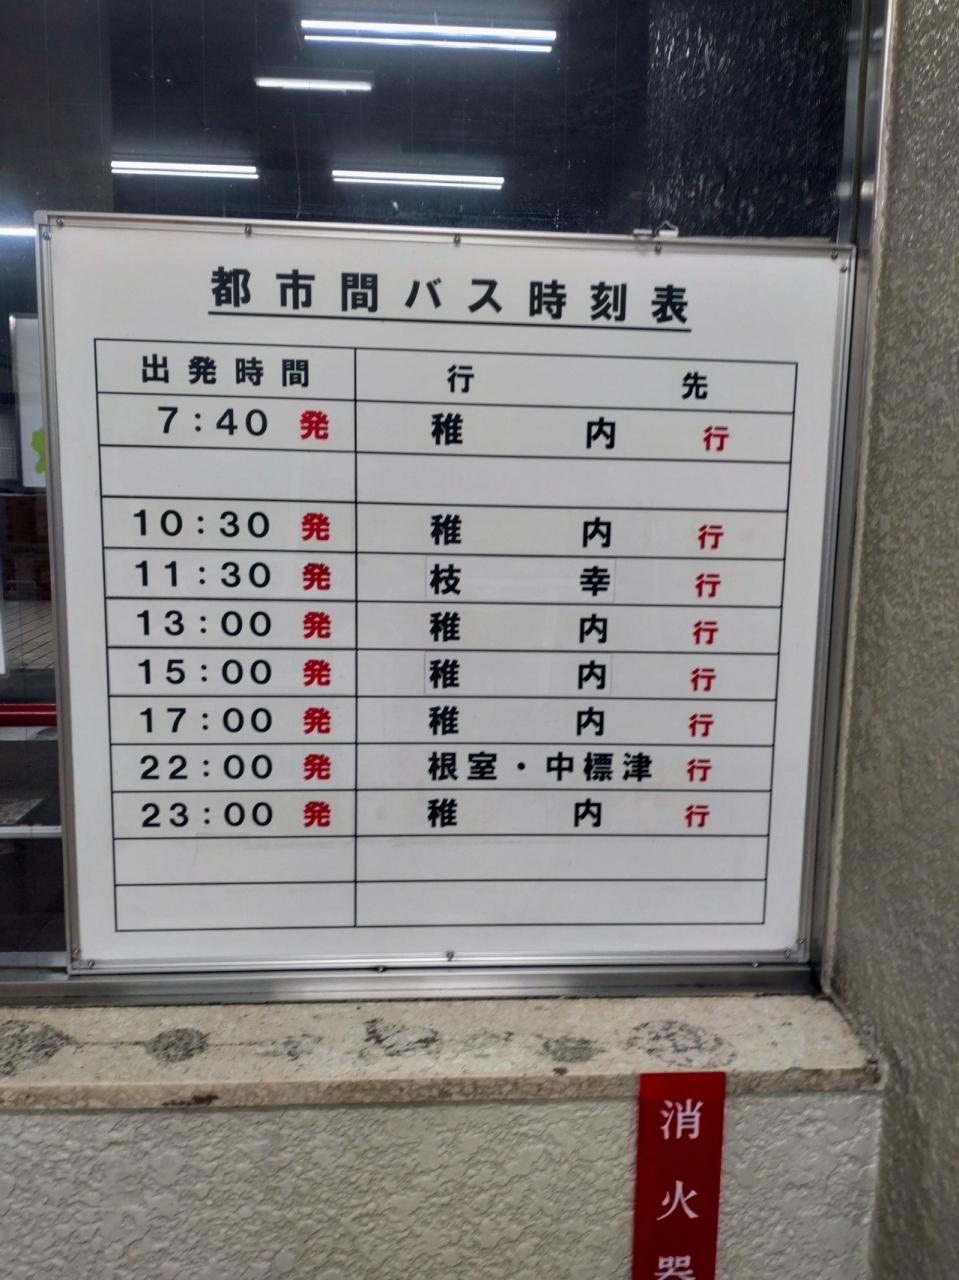 都市間バス時刻表
出発時間 行先
7:40 発 稚内 行
10:30 発 稚内 行
11:30 発 枝幸 行
13:00 発 稚内 行
15:00 発 稚内 行
17:00 発 稚内 行
22:00 発 根室・中標津 行
23:00 発 稚内 行
消火器